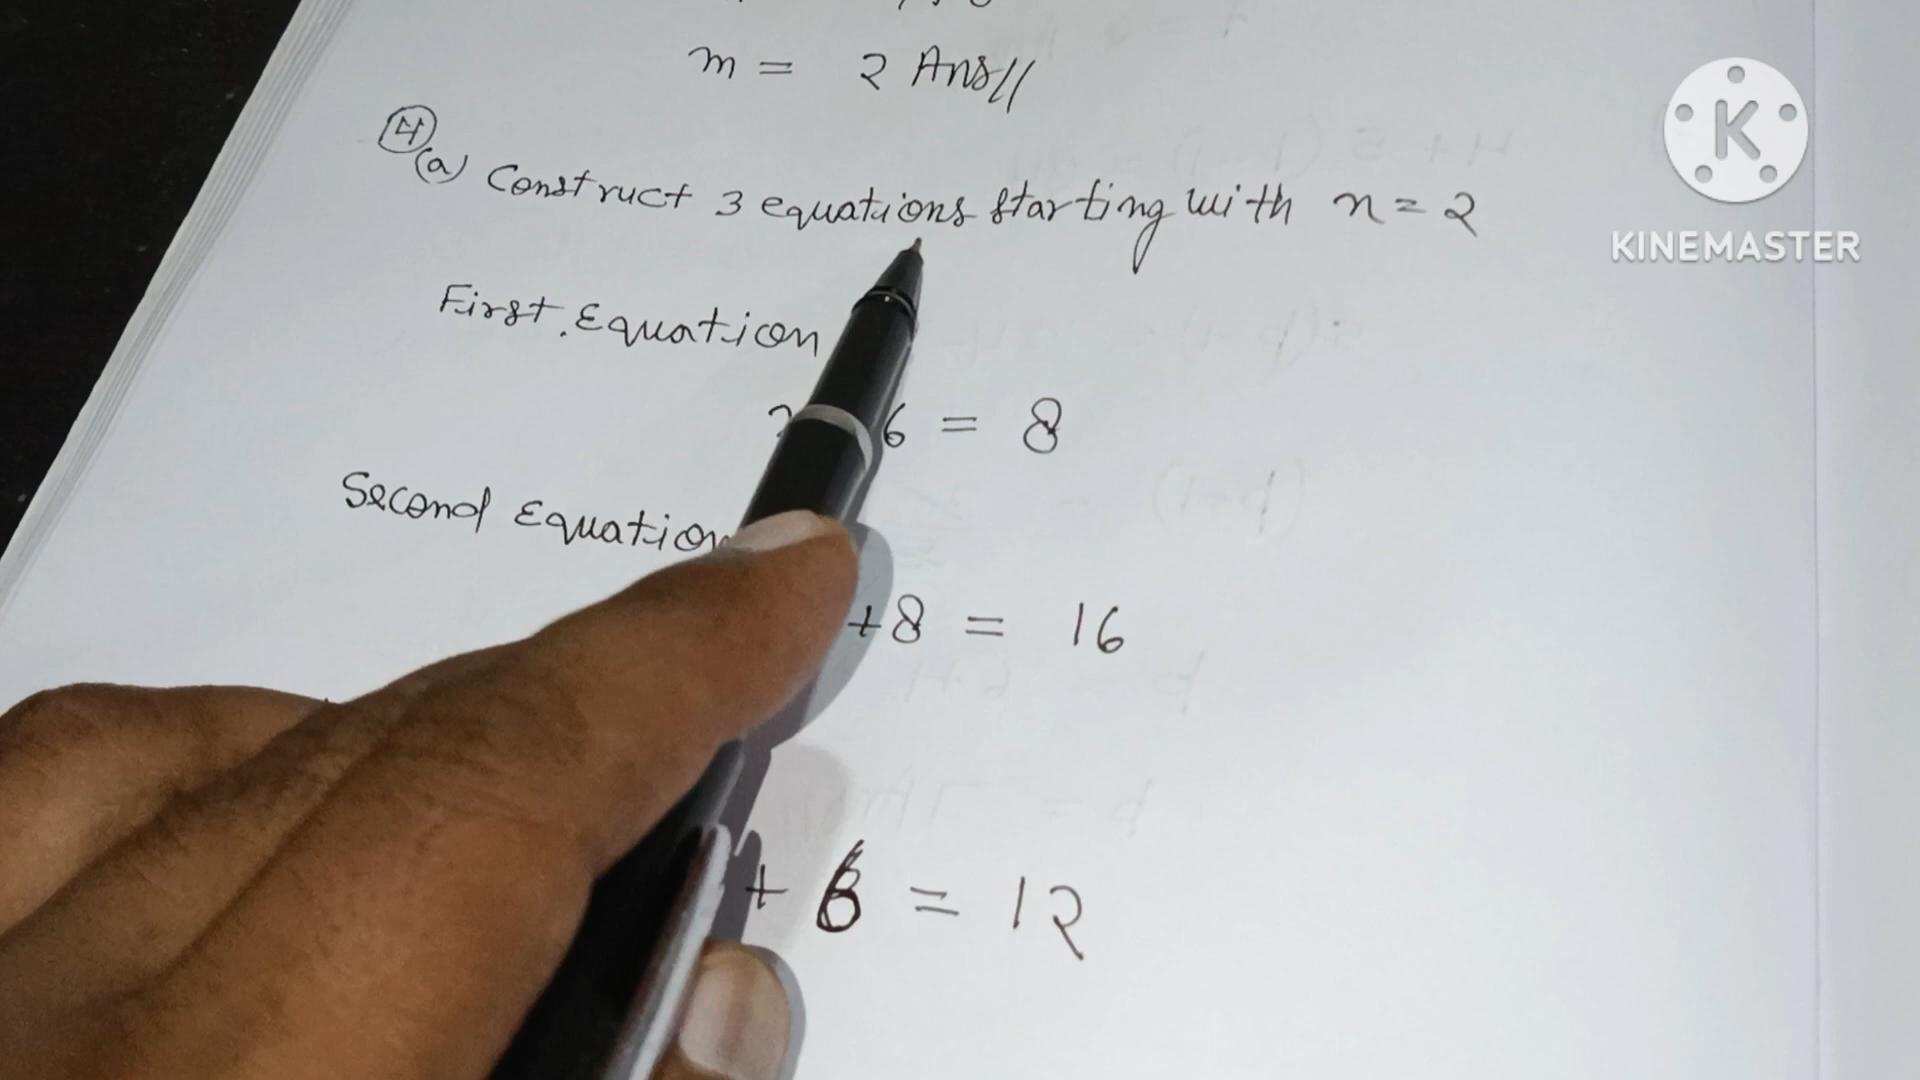 m = 2 Ans//
4 (a) Construct 3 equations starting with n = 2
First Equation
6 = 8
Second Equation
+8 = 16
+ 6 = 12
K
KINEMASTER